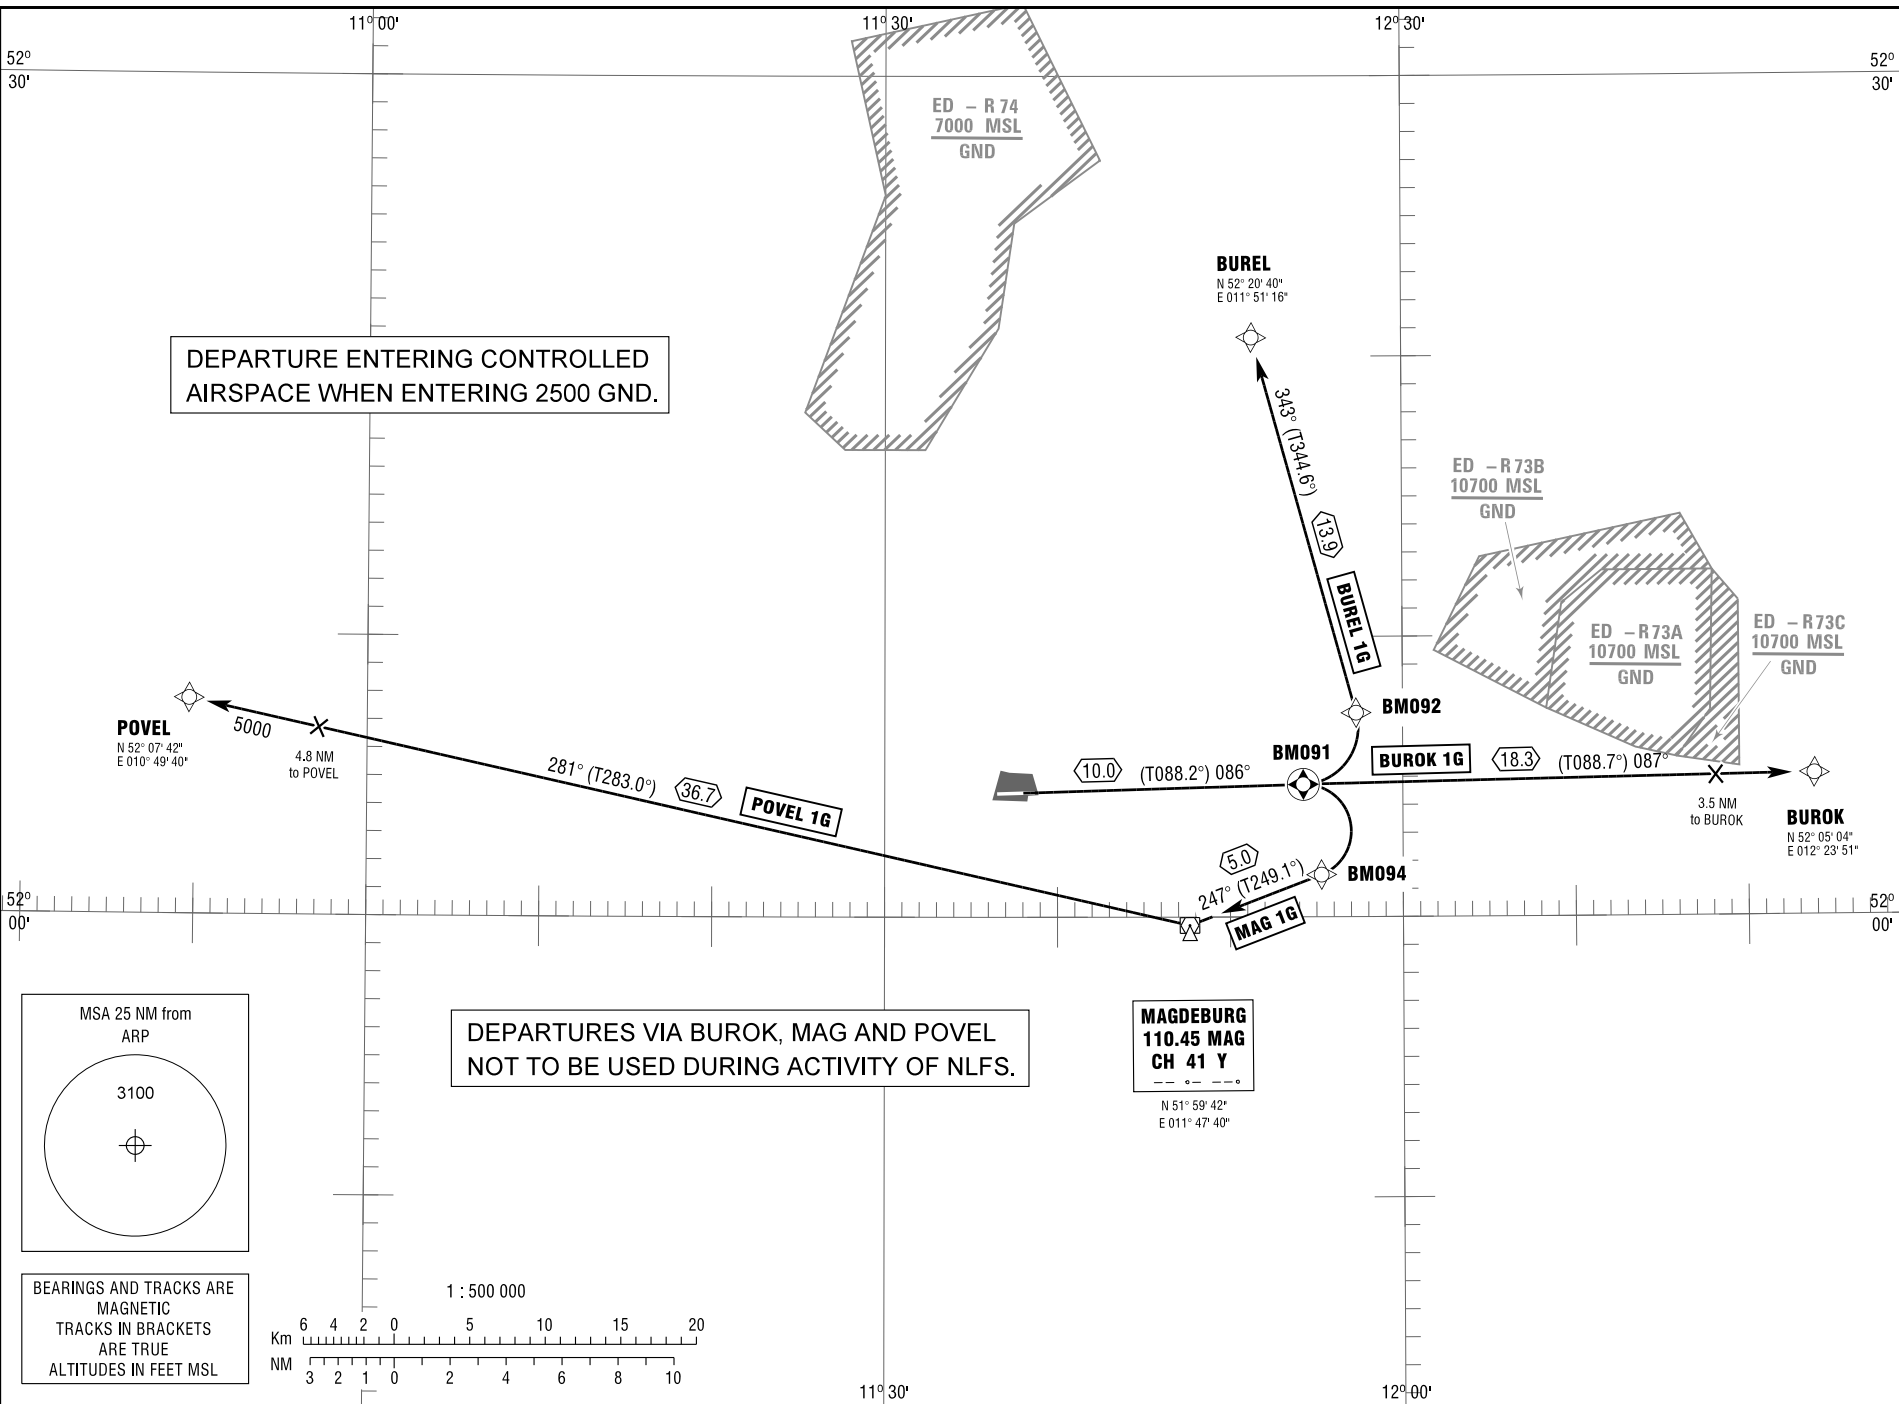 11° 00'
11° 30'
12° 30'
52°
30'
52°
30'
ED – R 74
7000 MSL
GND
BUREL
N 52° 20' 40"
E 011° 51' 16"
DEPARTURE ENTERING CONTROLLED
AIRSPACE WHEN ENTERING 2500 GND.
343° (T344.6°)
13.9
BUREL 1G
ED – R 73B
10700 MSL
GND
ED – R 73A
10700 MSL
GND
ED – R 73C
10700 MSL
GND
POVEL
N 52° 07' 42"
E 010° 49' 40"
5000
4.8 NM
to POVEL
281° (T283.0°)
36.7
POVEL 1G
BM092
BM091
10.0
(T088.2°) 086°
BUROK 1G
18.3
(T088.7°) 087°
3.5 NM
to BUROK
BUROK
N 52° 05' 04"
E 012° 23' 51"
5.0
247° (T249.1°)
BM094
MAG 1G
52°
00'
52°
00'
MSA 25 NM from
ARP
3100
DEPARTURES VIA BUROK, MAG AND POVEL
NOT TO BE USED DURING ACTIVITY OF NLFS.
MAGDEBURG
110.45 MAG
CH 41 Y
N 51° 59' 42"
E 011° 47' 40"
BEARINGS AND TRACKS ARE
MAGNETIC
TRACKS IN BRACKETS
ARE TRUE
ALTITUDES IN FEET MSL
1 : 500 000
Km 6 4 2 0 5 10 15 20
NM 3 2 1 0 2 4 6 8 10
11° 30'
12° 00'